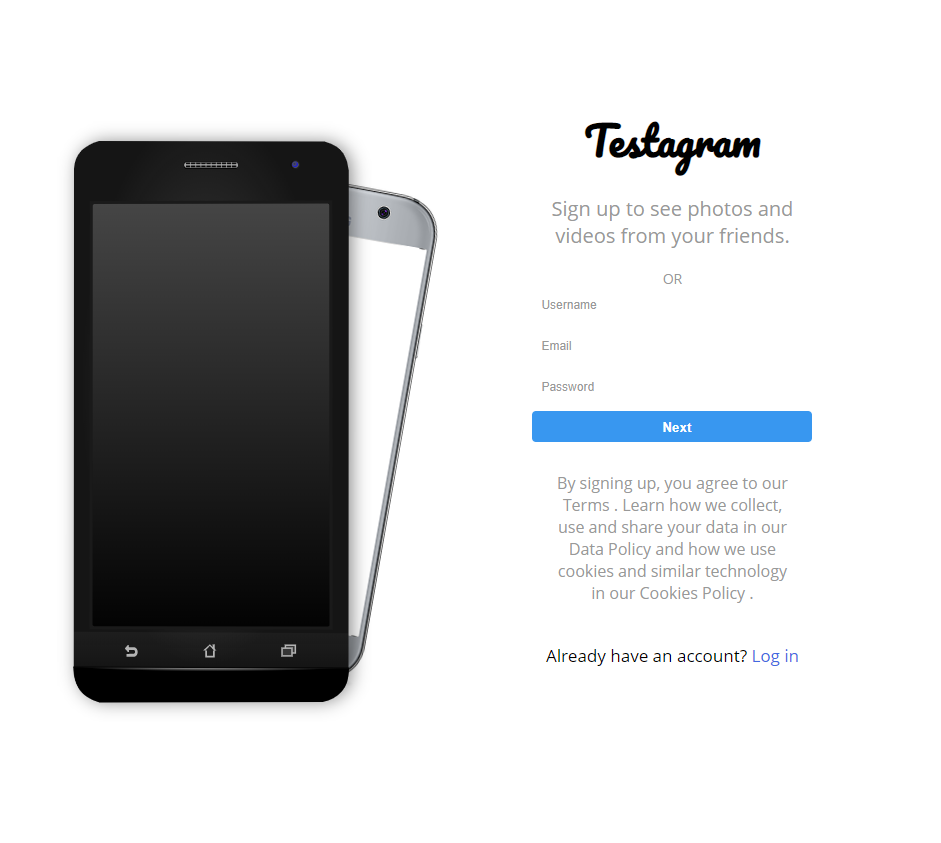 Testagram
Sign up to see photos and
videos from your friends.
OR
Username
Email
Password
Next
By signing up, you agree to our
Terms . Learn how we collect,
use and share your data in our
Data Policy and how we use
cookies and similar technology
in our Cookies Policy .
Already have an account? Log in